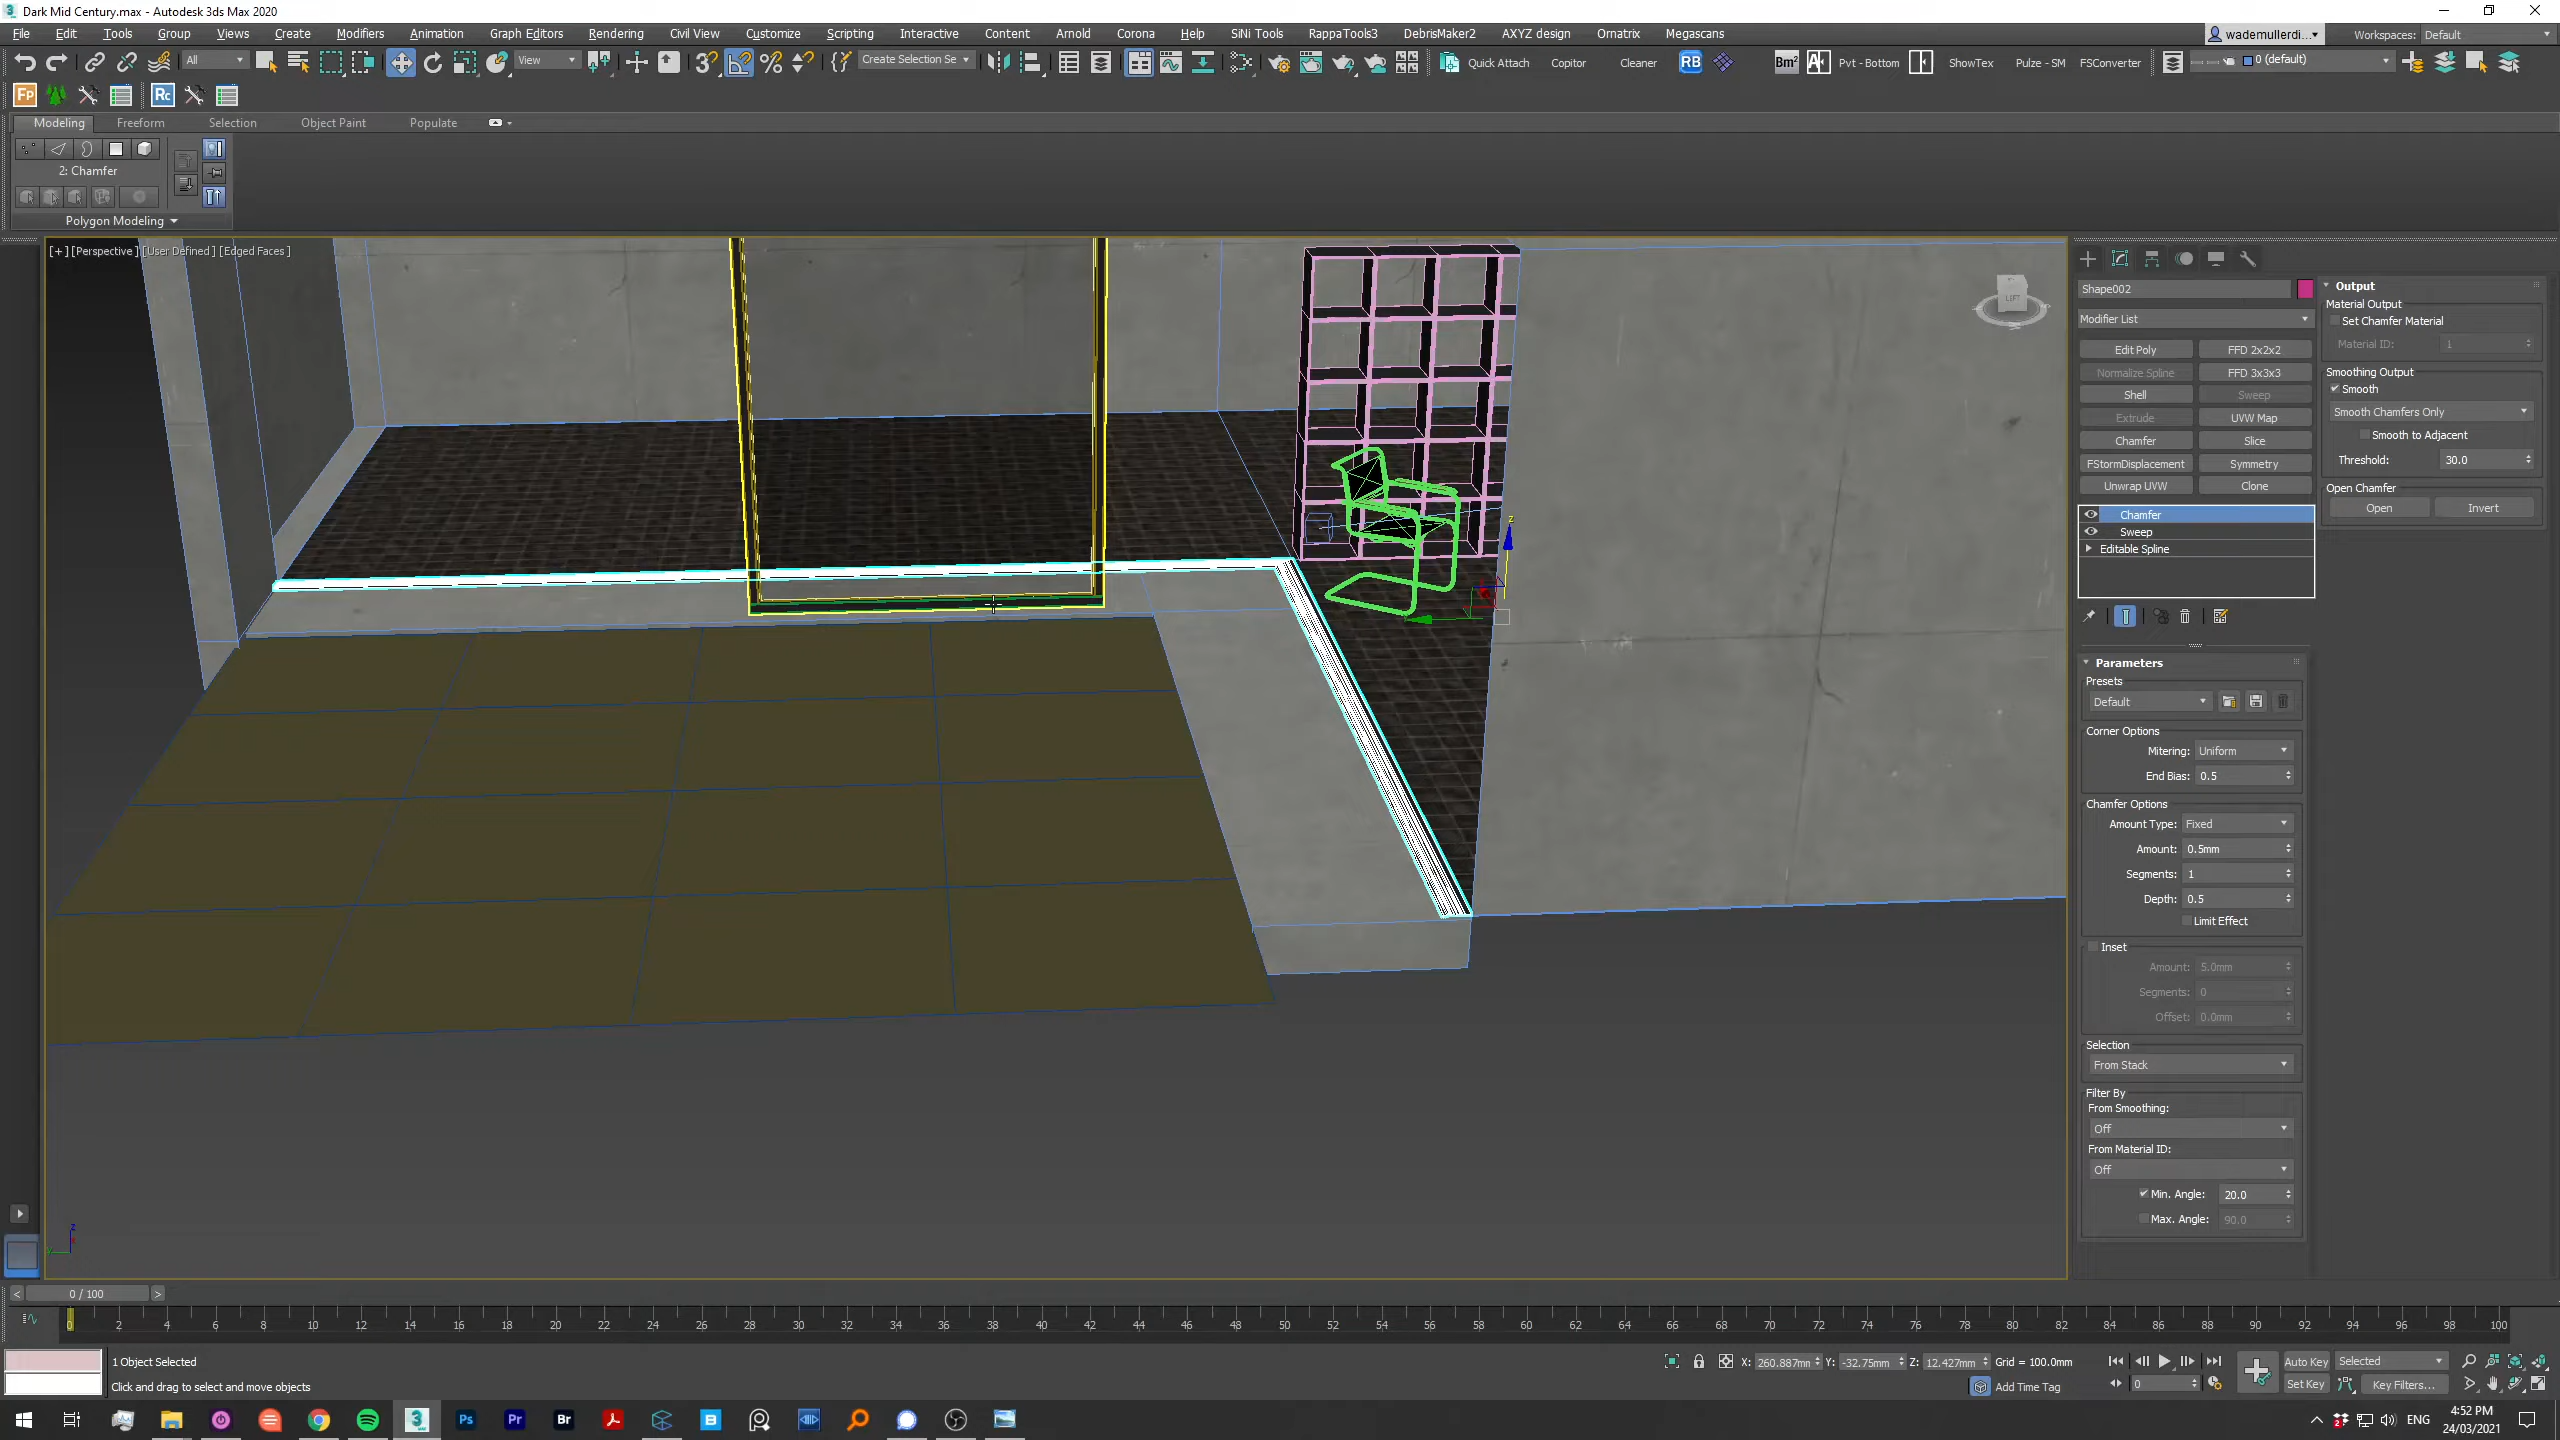 Dark Mid Century.max - Autodesk 3ds Max 2020
File Edit Tools Group Views Create Modifiers Animation Graph Editors Rendering Civil View Customize Scripting Interactive Content Arnold Corona Help SiNi Tools RappaTools3 DebrisMaker2 AXYZ design Ornatrix Megascans
wademullerdi... Workspaces: Default
All View Create Selection Se Quick Attach Copitor Cleaner RB Bm² Pvt - Bottom ShowTex Pulze - SM FSConverter 0 (default)
Modeling Freeform Selection Object Paint Populate
2: Chamfer
Polygon Modeling
[+] [Perspective] [User Defined] [Edged Faces]
LEFT
z
Shape002
Modifier List
Edit Poly FFD 2x2x2
Normalize Spline FFD 3x3x3
Shell Sweep
Extrude UVW Map
Chamfer Slice
FStormDisplacement Symmetry
Unwrap UVW Clone
Chamfer
Sweep
Editable Spline
Parameters
Presets
Default
Corner Options
Mitering: Uniform
End Bias: 0.5
Chamfer Options
Amount Type: Fixed
Amount: 0.5mm
Segments: 1
Depth: 0.5
Limit Effect
Inset
Amount: 5.0mm
Segments: 0
Offset: 0.0mm
Selection
From Stack
Filter By
From Smoothing:
Off
From Material ID:
Off
Min. Angle: 20.0
Max. Angle: 90.0
Output
Material Output
Set Chamfer Material
Material ID: 1
Smoothing Output
Smooth
Smooth Chamfers Only
Smooth to Adjacent
Threshold: 30.0
Open Chamfer
Open Invert
0 / 100
0 2 4 6 8 10 12 14 16 18 20 22 24 26 28 30 32 34 36 38 40 42 44 46 48 50 52 54 56 58 60 62 64 66 68 70 72 74 76 78 80 82 84 86 88 90 92 94 96 98 100
1 Object Selected
Click and drag to select and move objects
X: 260.887mm Y: -32.75mm Z: 12.427mm Grid = 100.0mm
Add Time Tag
0
Auto Key Selected
Set Key Key Filters...
Ps Pr Br
ENG
4:52 PM
24/03/2021